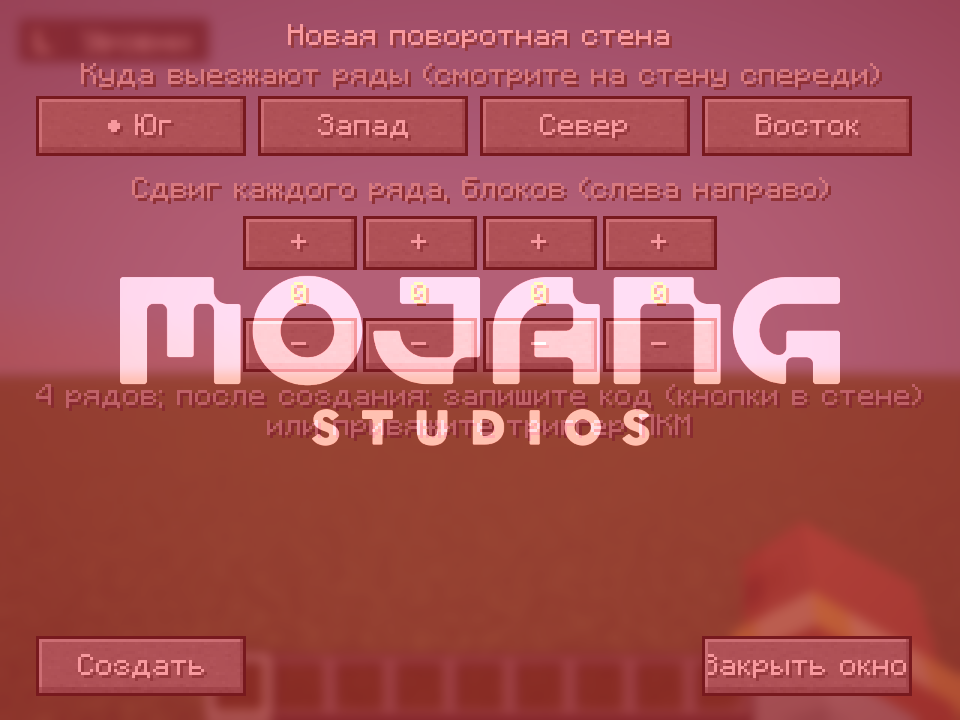 Новая поворотная стена
Куда выезжают ряды (смотрите на стену спереди)
• Юг Запад Север Восток
Сдвиг каждого ряда, блоков (слева направо)
+ + + +
MOJANG
0 0 0 0
– – – –
4 рядов; после создания: запишите код (кнопки в стене)
или привяжите триггер ПКМ
STUDIOS
Создать Закрыть окно